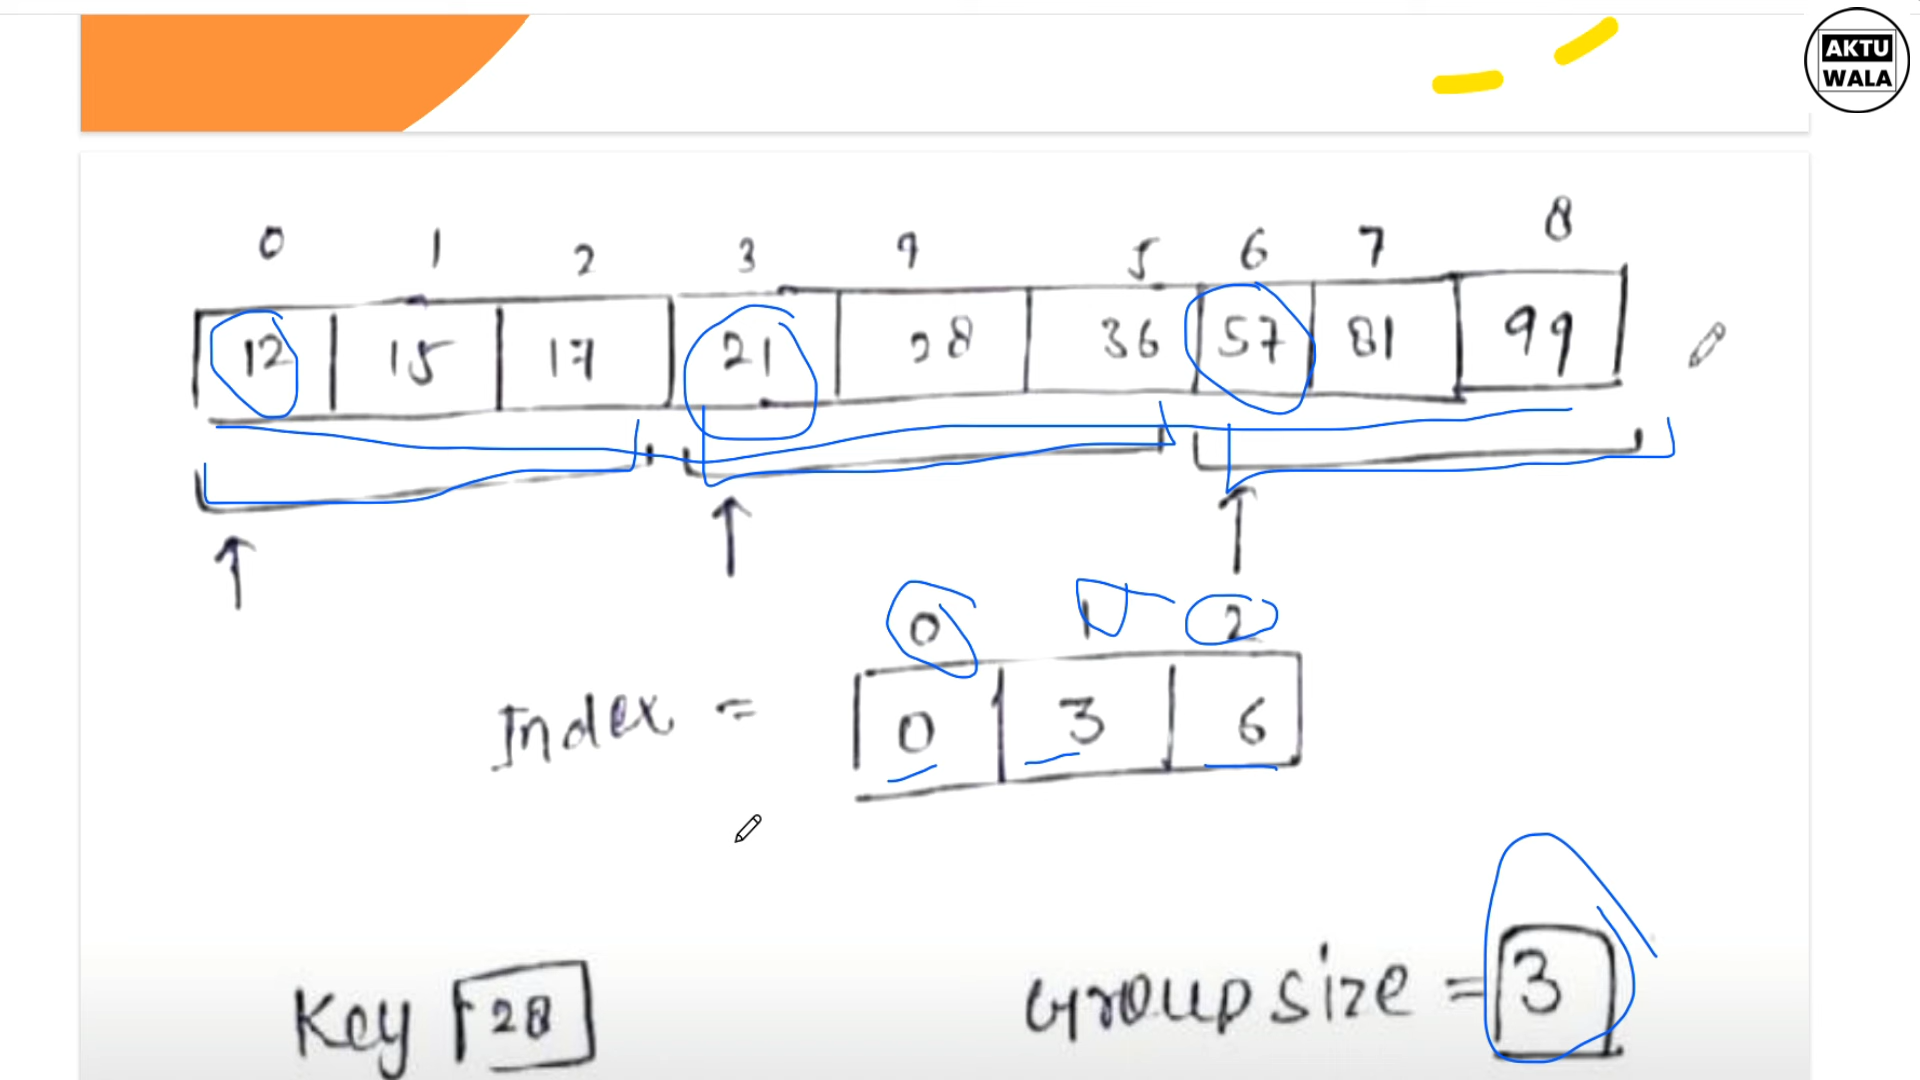 AKTU
WALA
0 1 2 3 4 5 6 7 8
12 15 17 21 28 36 57 81 99
0 1 2
Index = 0 3 6
Key 28
Group size = 3